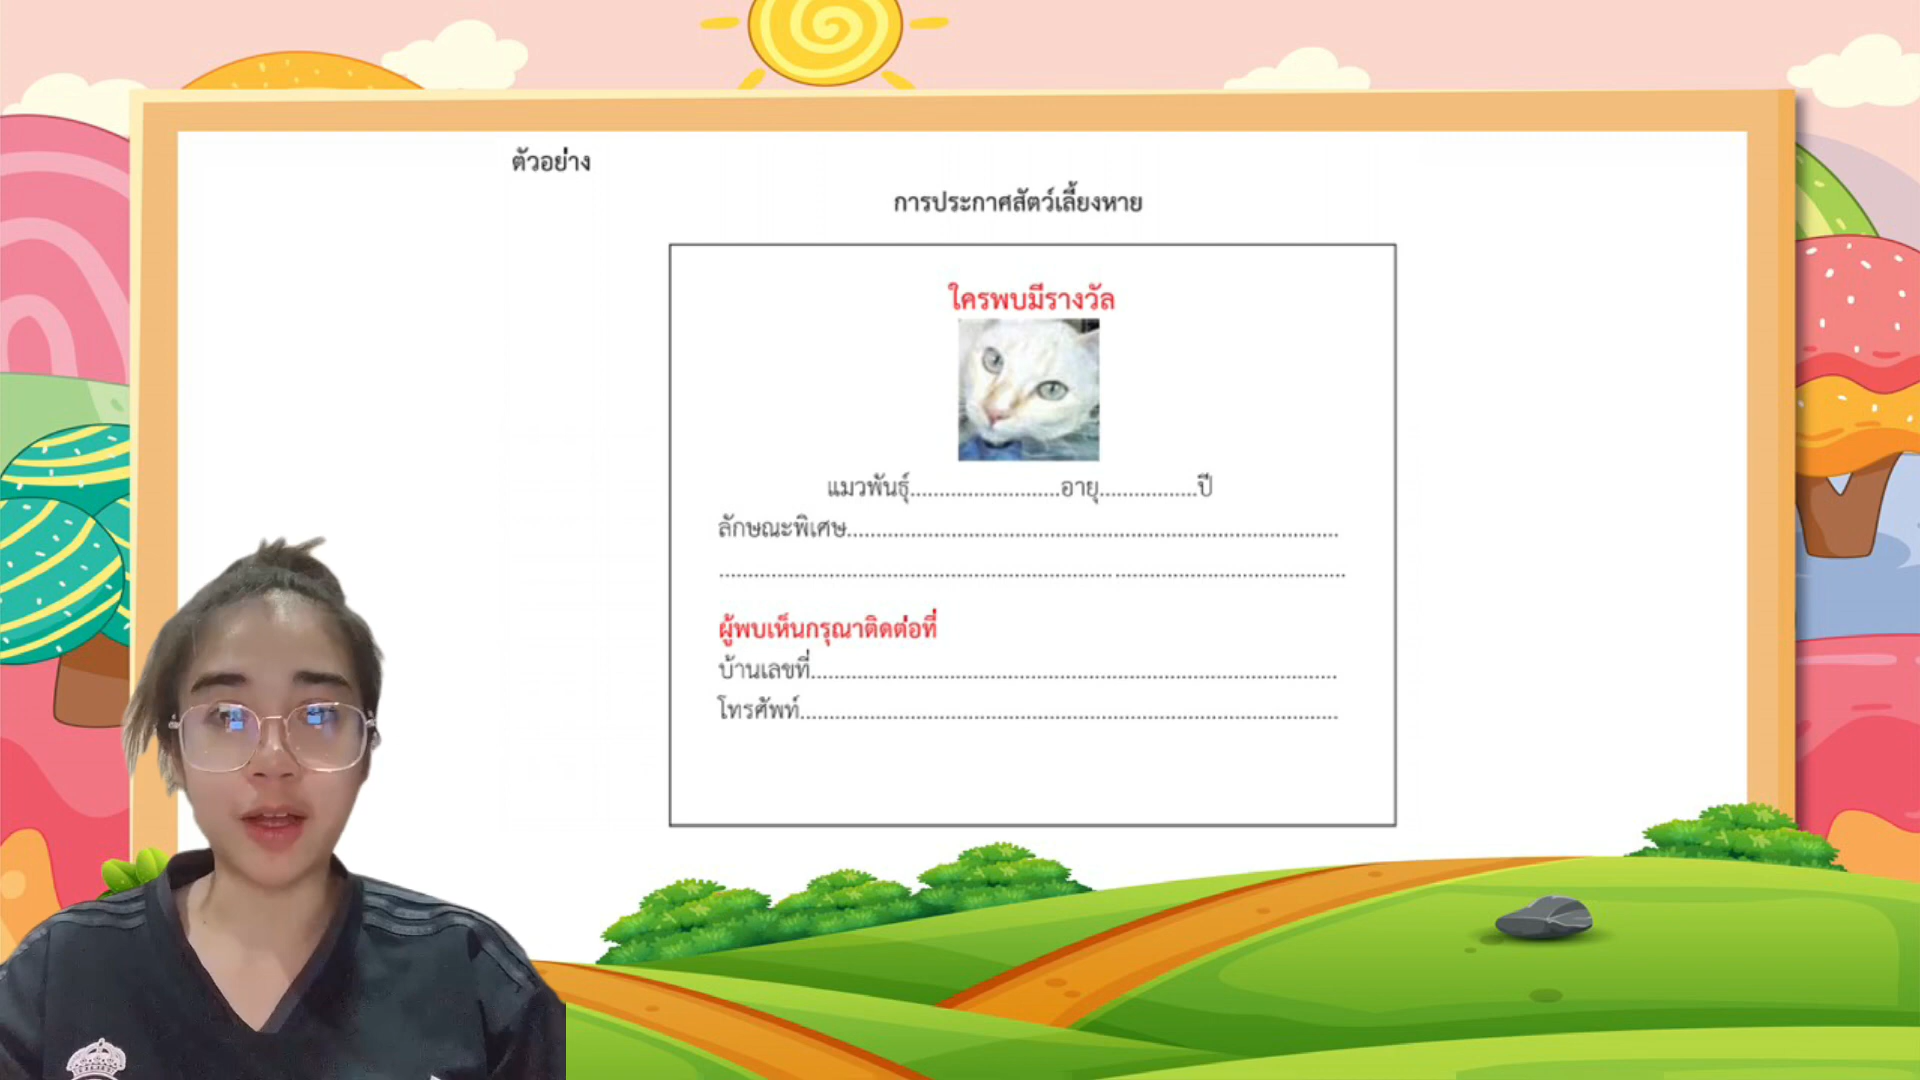 ตัวอย่าง
การประกาศสัตว์เลี้ยงหาย
ใครพบมีรางวัล
แมวพันธุ์..........................อายุ.................ปี
ลักษณะพิเศษ.....................................................................................
.............................................................................................................
ผู้พบเห็นกรุณาติดต่อที่
บ้านเลขที่...........................................................................................
โทรศัพท์.............................................................................................